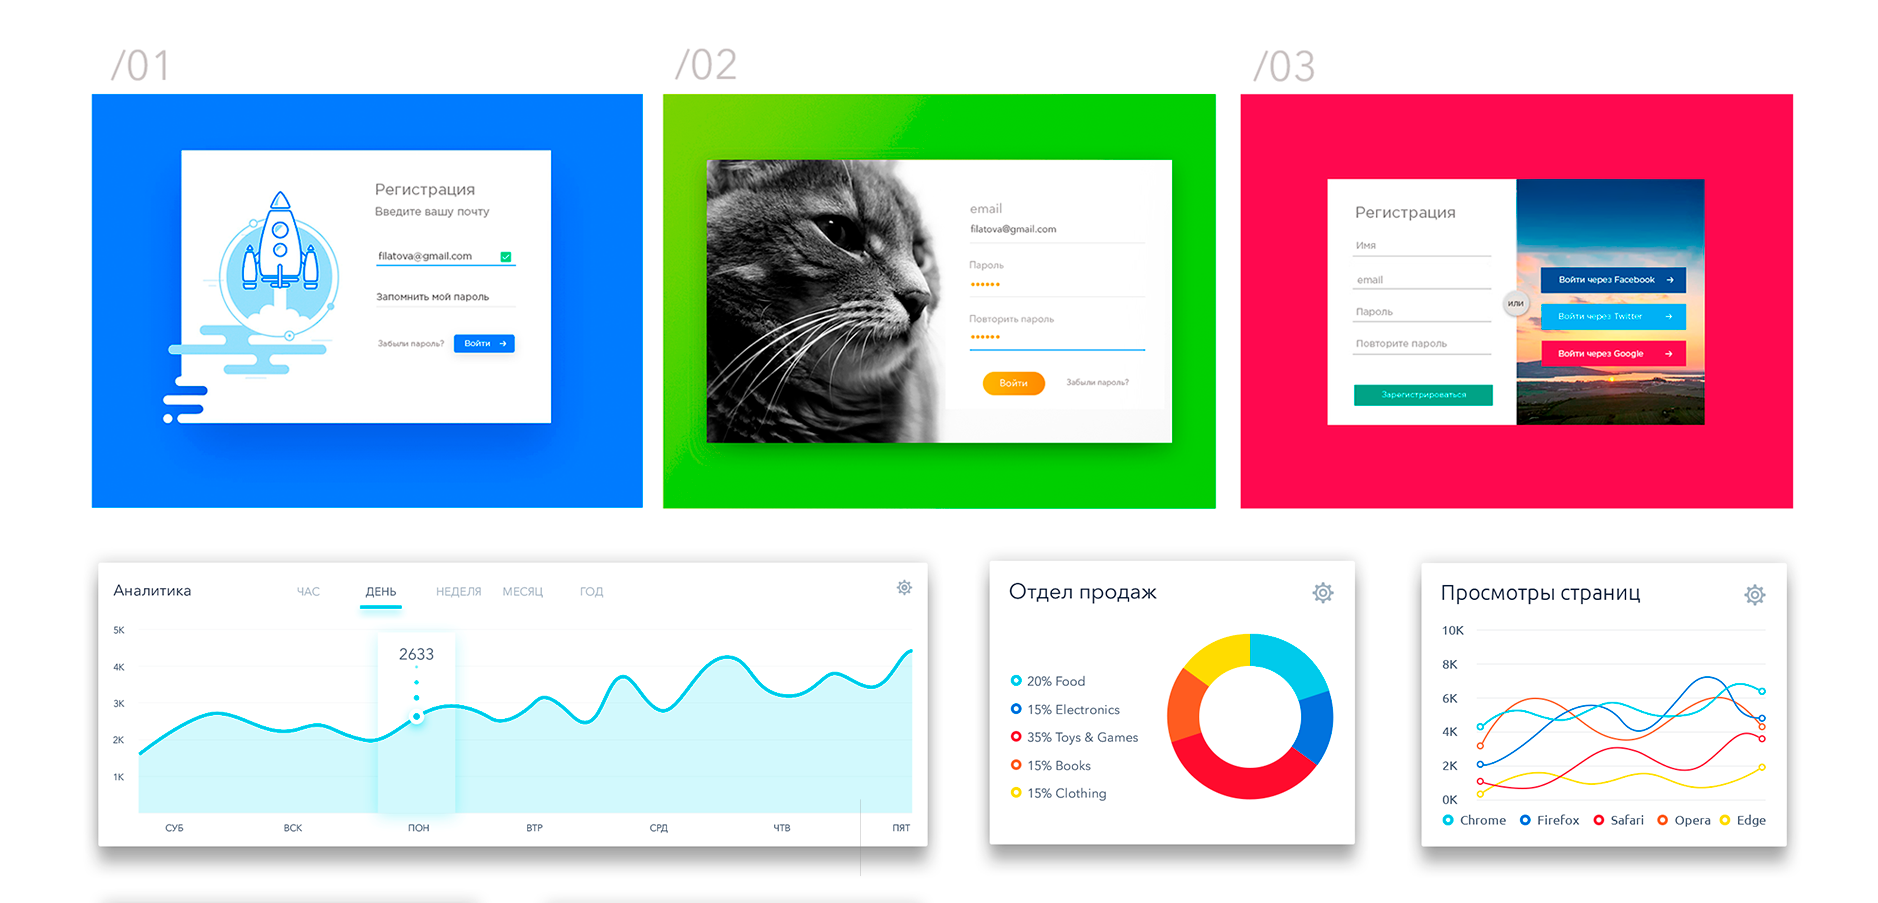 /01
/02
/03
Регистрация
Введите вашу почту
filatova@gmail.com
Запомнить мой пароль
Забыли пароль?
Войти
email
filatova@gmail.com
Пароль
Повторить пароль
Войти
Забыли пароль?
Регистрация
Имя
email
Пароль
Повторите пароль
Зарегистрироваться
или
Войти через Facebook
Войти через Twitter
Войти через Google
Аналитика
ЧАС
ДЕНЬ
НЕДЕЛЯ
МЕСЯЦ
ГОД
5K
4K
3K
2K
1K
2633
СУБ
ВСК
ПОН
ВТР
СРД
ЧТВ
ПЯТ
Отдел продаж
20% Food
15% Electronics
35% Toys & Games
15% Books
15% Clothing
Просмотры страниц
10K
8K
6K
4K
2K
0K
Chrome
Firefox
Safari
Opera
Edge